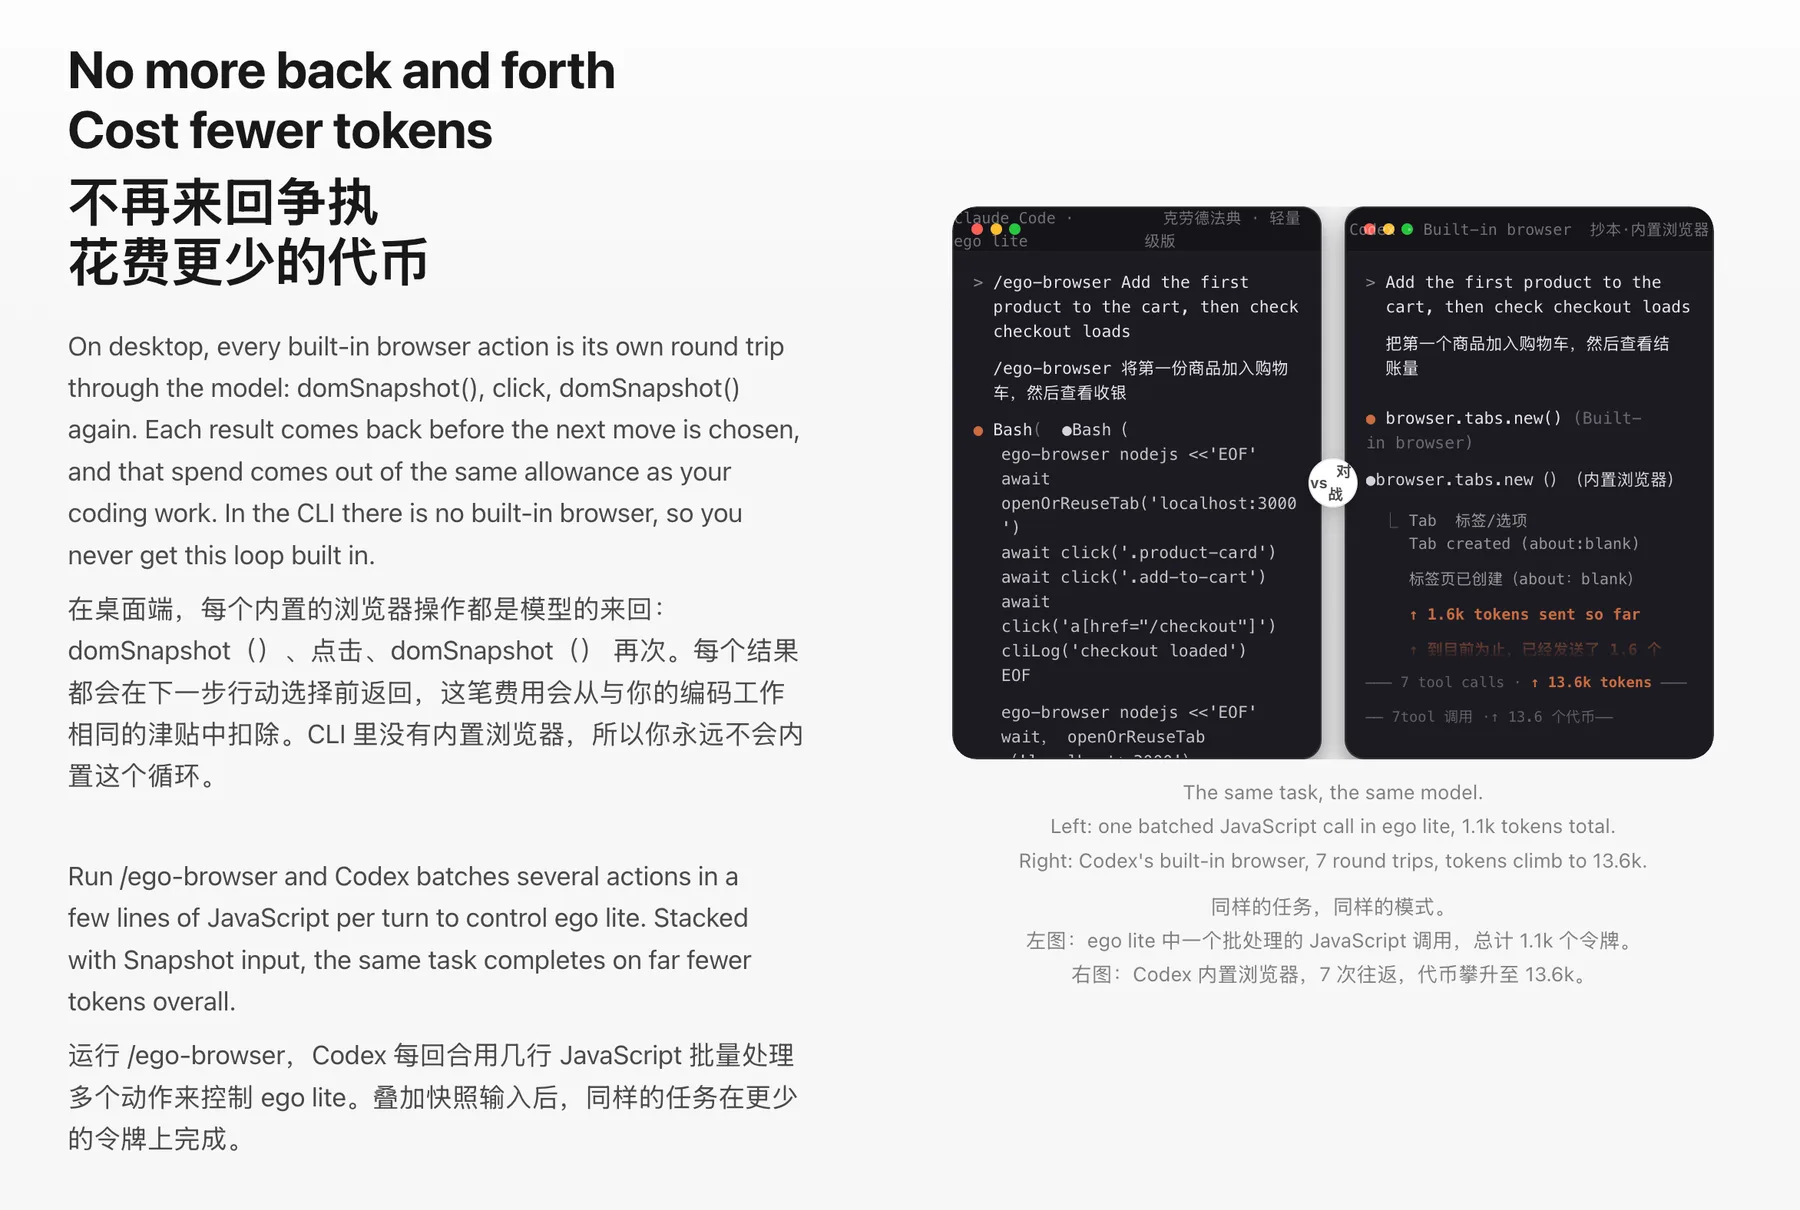 No more back and forth
Cost fewer tokens
不再来回争执
花费更少的代币
On desktop, every built-in browser action is its own round trip
through the model: domSnapshot(), click, domSnapshot()
again. Each result comes back before the next move is chosen,
and that spend comes out of the same allowance as your
coding work. In the CLI there is no built-in browser, so you
never get this loop built in.
在桌面端，每个内置的浏览器操作都是模型的来回：
domSnapshot（）、点击、domSnapshot（） 再次。每个结果
都会在下一步行动选择前返回，这笔费用会从与你的编码工作
相同的津贴中扣除。CLI 里没有内置浏览器，所以你永远不会内
置这个循环。
Run /ego-browser and Codex batches several actions in a
few lines of JavaScript per turn to control ego lite. Stacked
with Snapshot input, the same task completes on far fewer
tokens overall.
运行 /ego-browser，Codex 每回合用几行 JavaScript 批量处理
多个动作来控制 ego lite。叠加快照输入后，同样的任务在更少
的令牌上完成。
Claude Code · 克劳德法典 · 轻量
ego lite 级版
> /ego-browser Add the first
product to the cart, then check
checkout loads
/ego-browser 将第一份商品加入购物
车，然后查看收银
● Bash( ●Bash (
ego-browser nodejs <<'EOF'
await
openOrReuseTab('localhost:3000
')
await click('.product-card')
await click('.add-to-cart')
await
click('a[href="/checkout"]')
cliLog('checkout loaded')
EOF
ego-browser nodejs <<'EOF'
wait， openOrReuseTab
vs 对
战
Codex · Built-in browser 抄本·内置浏览器
> Add the first product to the
cart, then check checkout loads
把第一个商品加入购物车，然后查看结
账量
● browser.tabs.new() (Built-
in browser)
●browser.tabs.new () （内置浏览器）
└ Tab 标签/选项
Tab created (about:blank)
标签页已创建（about：blank）
↑ 1.6k tokens sent so far
↑ 到目前为止，已经发送了 1.6 个
—— 7 tool calls · ↑ 13.6k tokens ——
—— 7tool 调用 ·↑ 13.6 个代币——
The same task, the same model.
Left: one batched JavaScript call in ego lite, 1.1k tokens total.
Right: Codex's built-in browser, 7 round trips, tokens climb to 13.6k.
同样的任务，同样的模式。
左图：ego lite 中一个批处理的 JavaScript 调用，总计 1.1k 个令牌。
右图：Codex 内置浏览器，7 次往返，代币攀升至 13.6k。